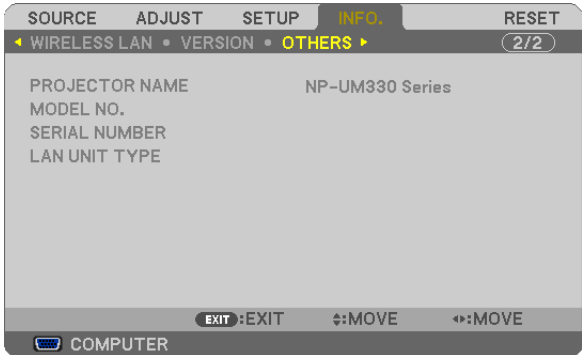 SOURCE ADJUST SETUP INFO. RESET
WIRELESS LAN • VERSION • OTHERS 2/2
PROJECTOR NAME NP-UM330 Series
MODEL NO.
SERIAL NUMBER
LAN UNIT TYPE
EXIT :EXIT :MOVE :MOVE
COMPUTER